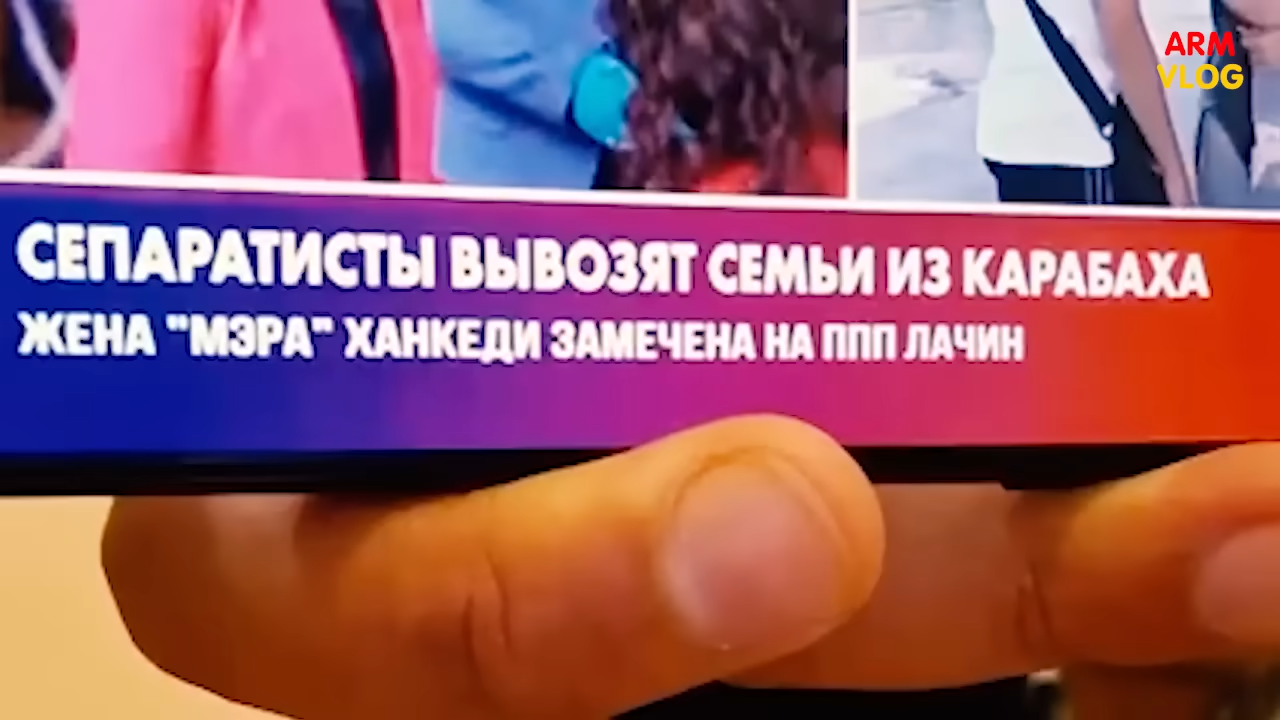 ARM
VLOG
СЕПАРАТИСТЫ ВЫВОЗЯТ СЕМЬИ ИЗ КАРАБАХА
ЖЕНА "МЭРА" ХАНКЕДИ ЗАМЕЧЕНА НА ППП ЛАЧИН